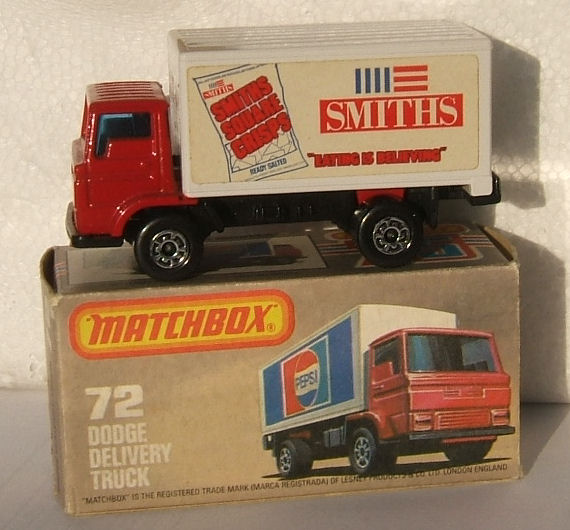 SMITHS
SMITHS
SQUARE
CRISPS
READY SALTED
SMITHS
"EATING IS BELIEVING"
MATCHBOX®
PEPSI
72
DODGE
DELIVERY
TRUCK
"MATCHBOX" IS THE REGISTERED TRADE MARK (MARCA REGISTRADA) OF LESNEY PRODUCTS & CO. LTD. LONDON ENGLAND